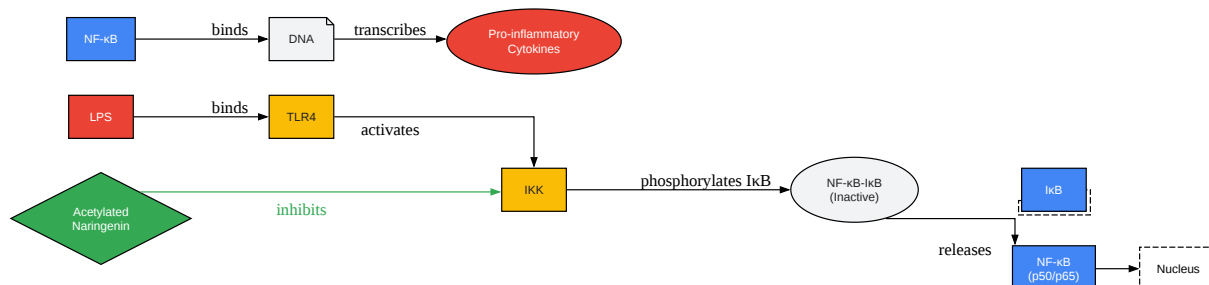 NF-κB
binds
DNA
transcribes
Pro-inflammatory
Cytokines
LPS
binds
TLR4
activates
Acetylated
Naringenin
inhibits
IKK
phosphorylates IκB
NF-κB-IκB
(Inactive)
IκB
releases
NF-κB
(p50/p65)
Nucleus